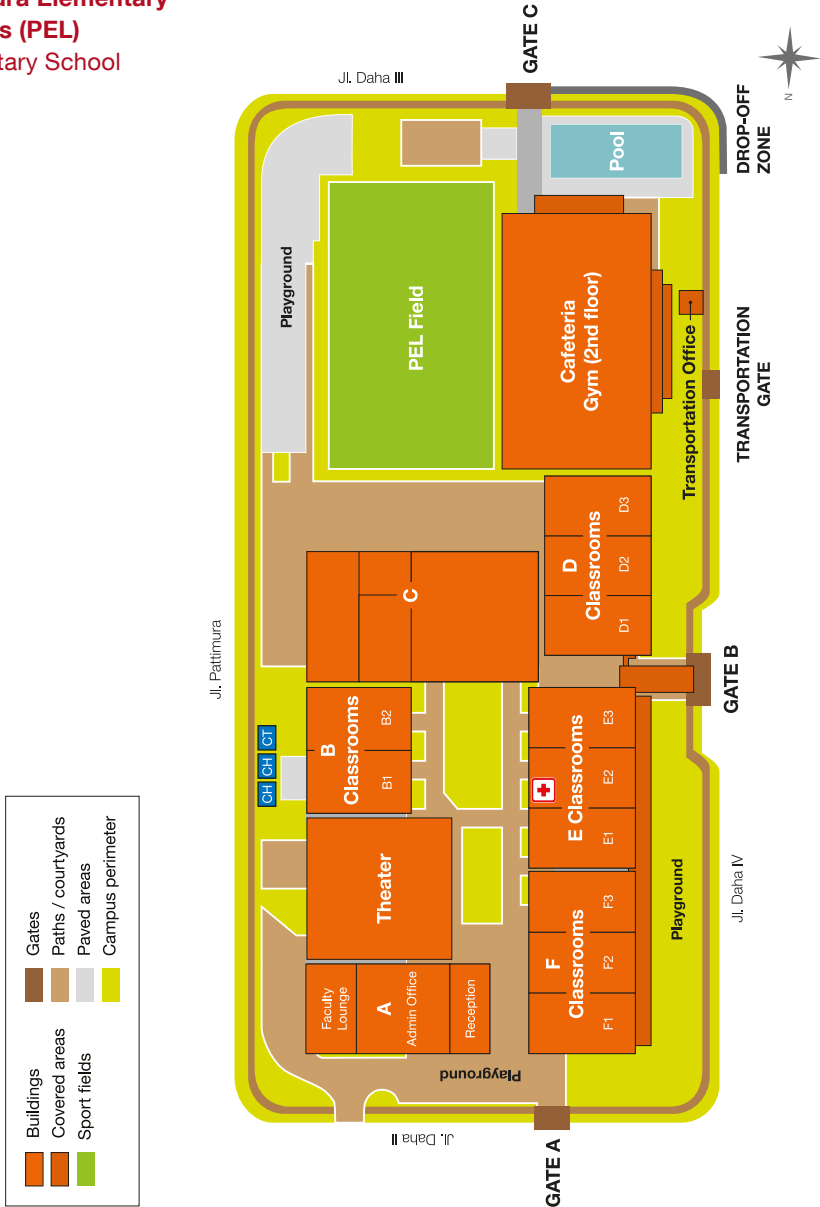 ura Elementary
s (PEL)
tary School
Jl. Daha III
GATE C
N
DROP-OFF
ZONE
Pool
Playground
PEL Field
Cafeteria
Gym (2nd floor)
Transportation Office
TRANSPORTATION
GATE
Jl. Pattimura
C
D
Classrooms
D1
D2
D3
GATE B
CH
CH
CT
B
Classrooms
B1
B2
E Classrooms
E1
E2
E3
Theater
Playground
Jl. Daha IV
F
Classrooms
F1
F2
F3
Faculty
Lounge
A
Admin Office
Reception
Playground
Jl. Daha II
GATE A
Buildings
Covered areas
Sport fields
Gates
Paths / courtyards
Paved areas
Campus perimeter